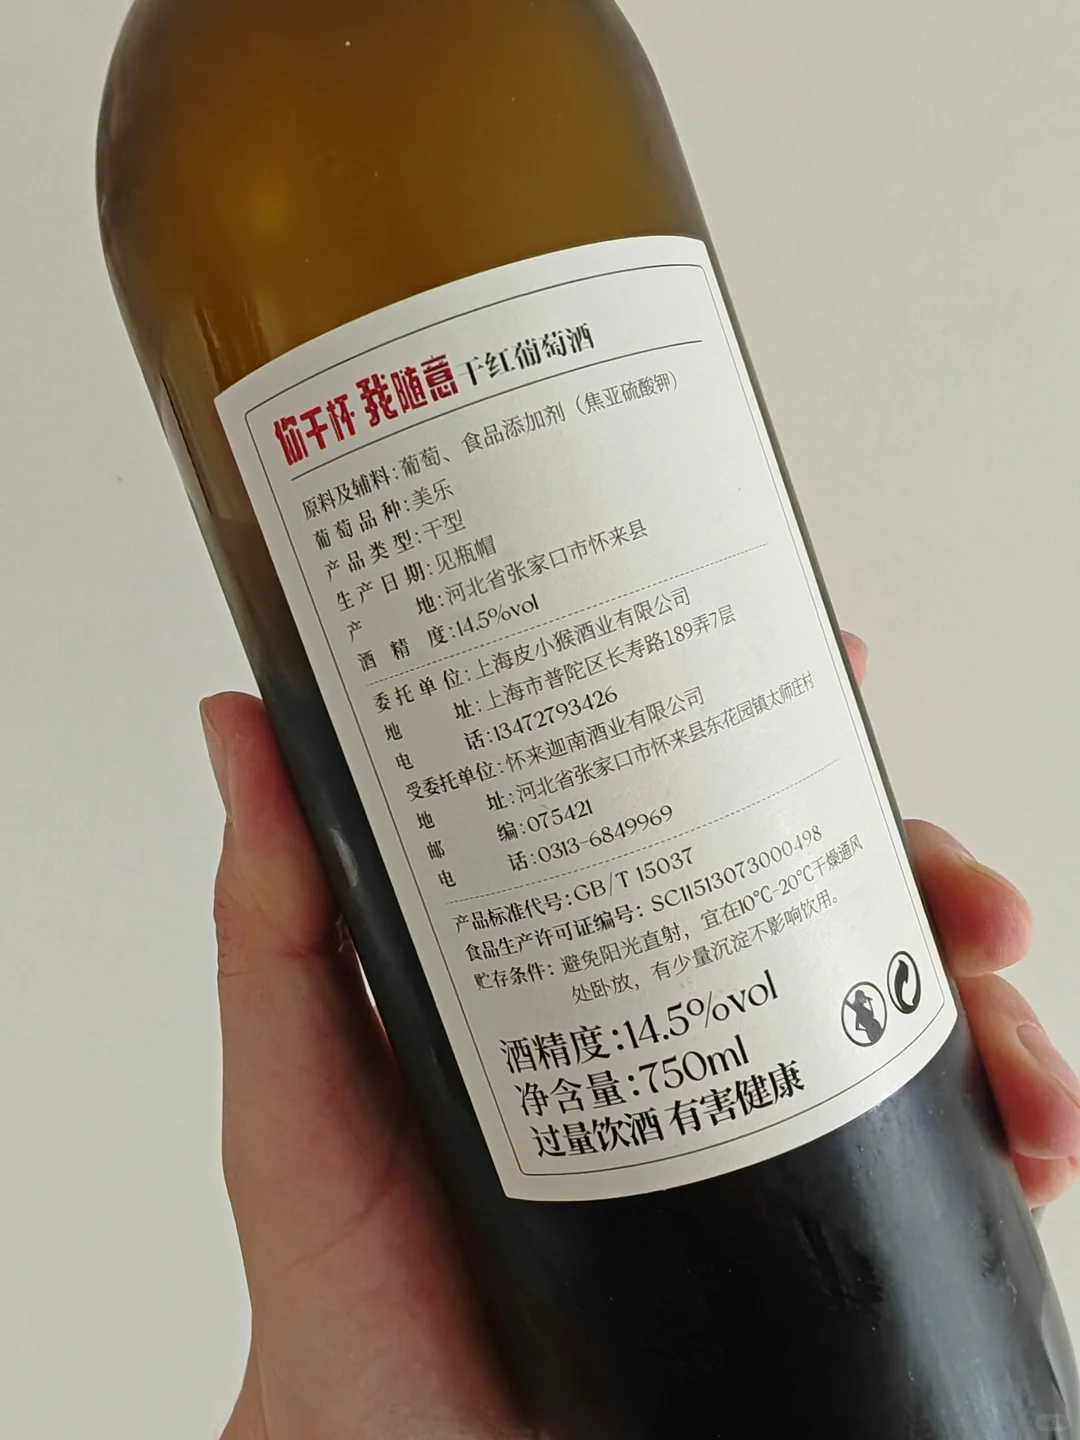 你干杯 我随意干红葡萄酒
原料及辅料:葡萄、食品添加剂（焦亚硫酸钾）
葡萄品种:美乐
产品类型:干型
生产日期:见瓶帽
产地:河北省张家口市怀来县
酒精度:14.5%vol
委托单位:上海皮小猴酒业有限公司
地址:上海市普陀区长寿路189弄7层
电话:13472793426
受委托单位:怀来迦南酒业有限公司
地址:河北省张家口市怀来县东花园镇太师庄村
邮编:075421
电话:0313-6849969
产品标准代号:GB/T 15037
食品生产许可证编号: SC11513073000498
贮存条件: 避免阳光直射，宜在10℃-20℃干燥通风
处卧放，有少量沉淀不影响饮用。
酒精度:14.5%vol
净含量:750ml
过量饮酒 有害健康